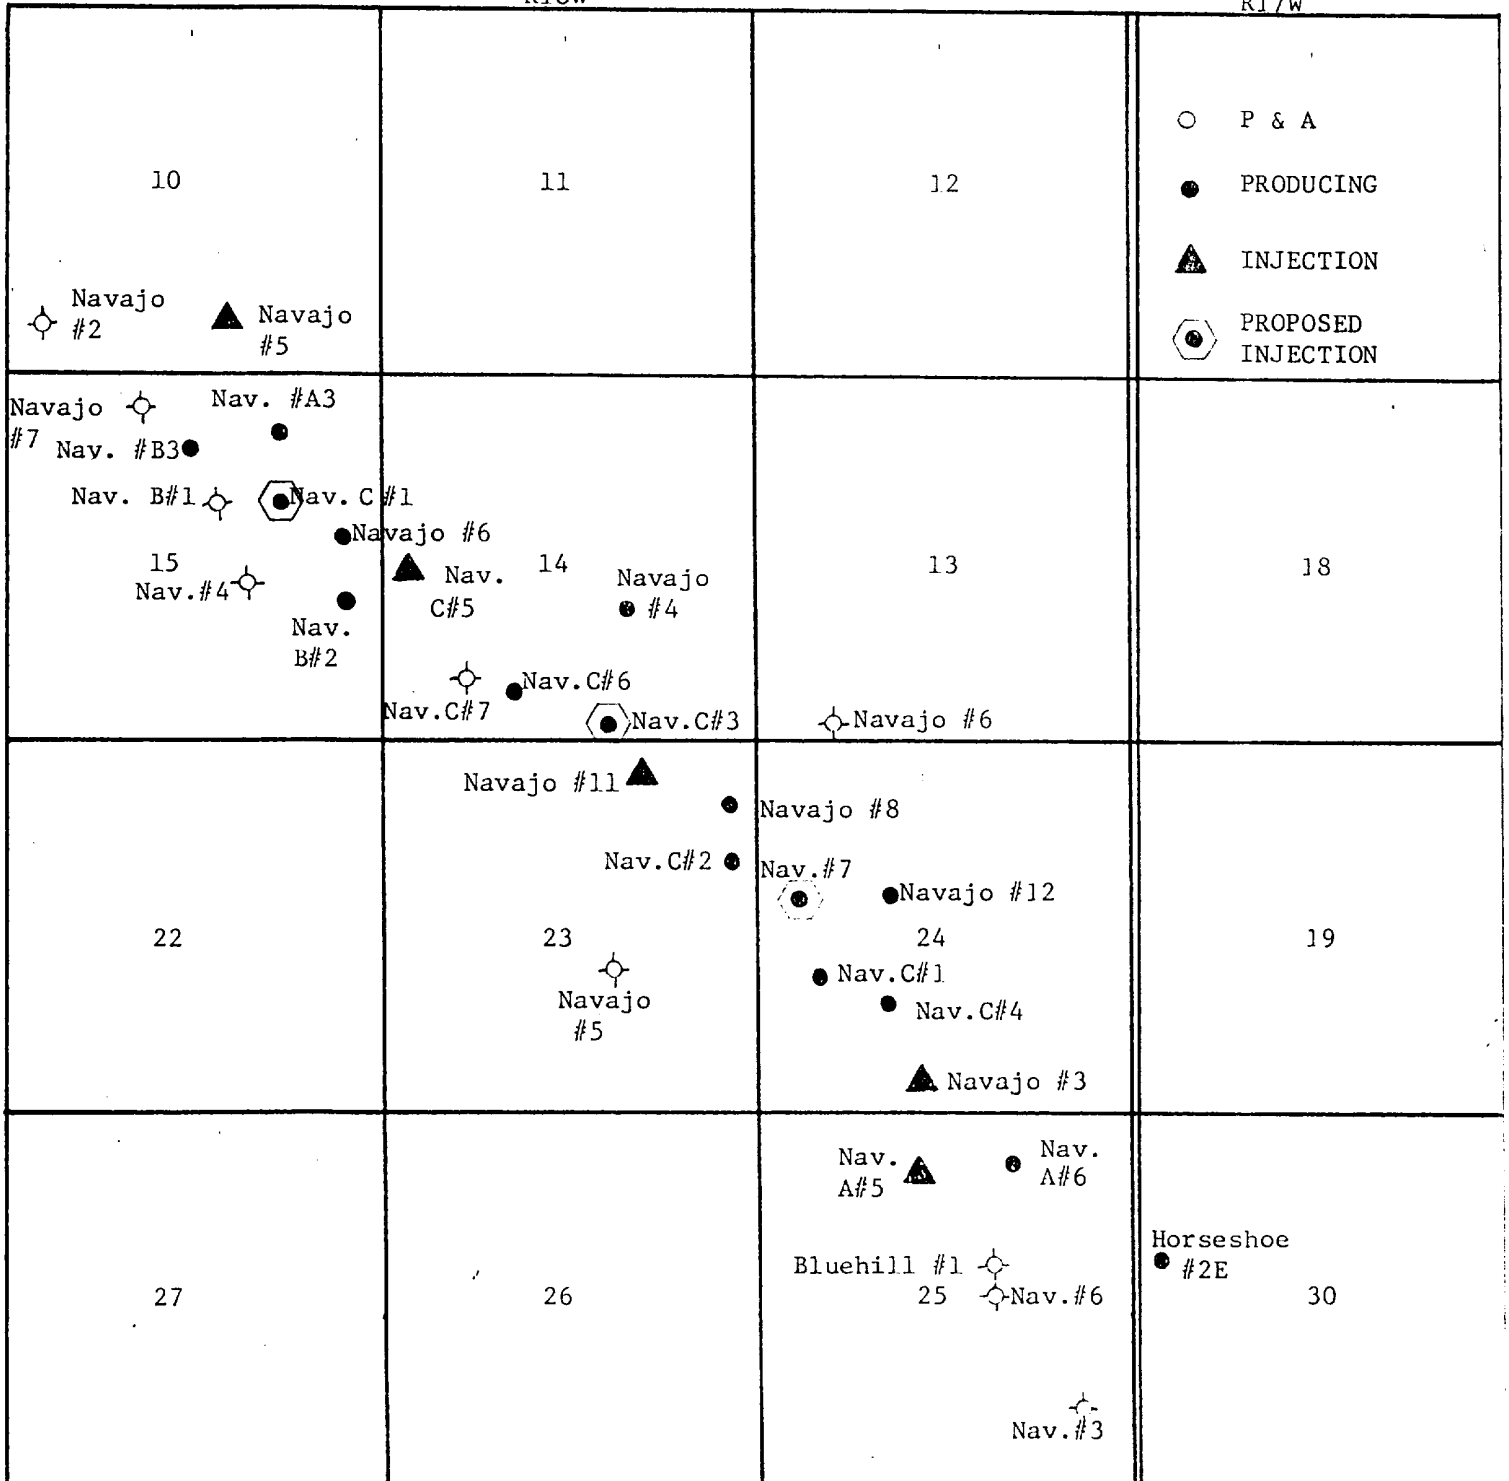 10
11
12
P & A
PRODUCING
INJECTION
PROPOSED
INJECTION
Navajo
#2
Navajo
#5
Navajo
#7
Nav. #A3
Nav. #B3
Nav. B#1
Nav. C#1
Navajo #6
15
Nav.#4
Nav.
B#2
Nav.
C#5
14
Navajo
#4
13
18
Nav.C#6
Nav.C#7
Nav.C#3
Navajo #6
Navajo #11
Navajo #8
Nav.C#2
Nav.#7
Navajo #12
22
23
24
19
Nav.C#1
Navajo
#5
Nav.C#4
Navajo #3
Nav.
A#5
Nav.
A#6
Horseshoe
#2E
Bluehill #1
27
26
25
Nav.#6
30
Nav.#3